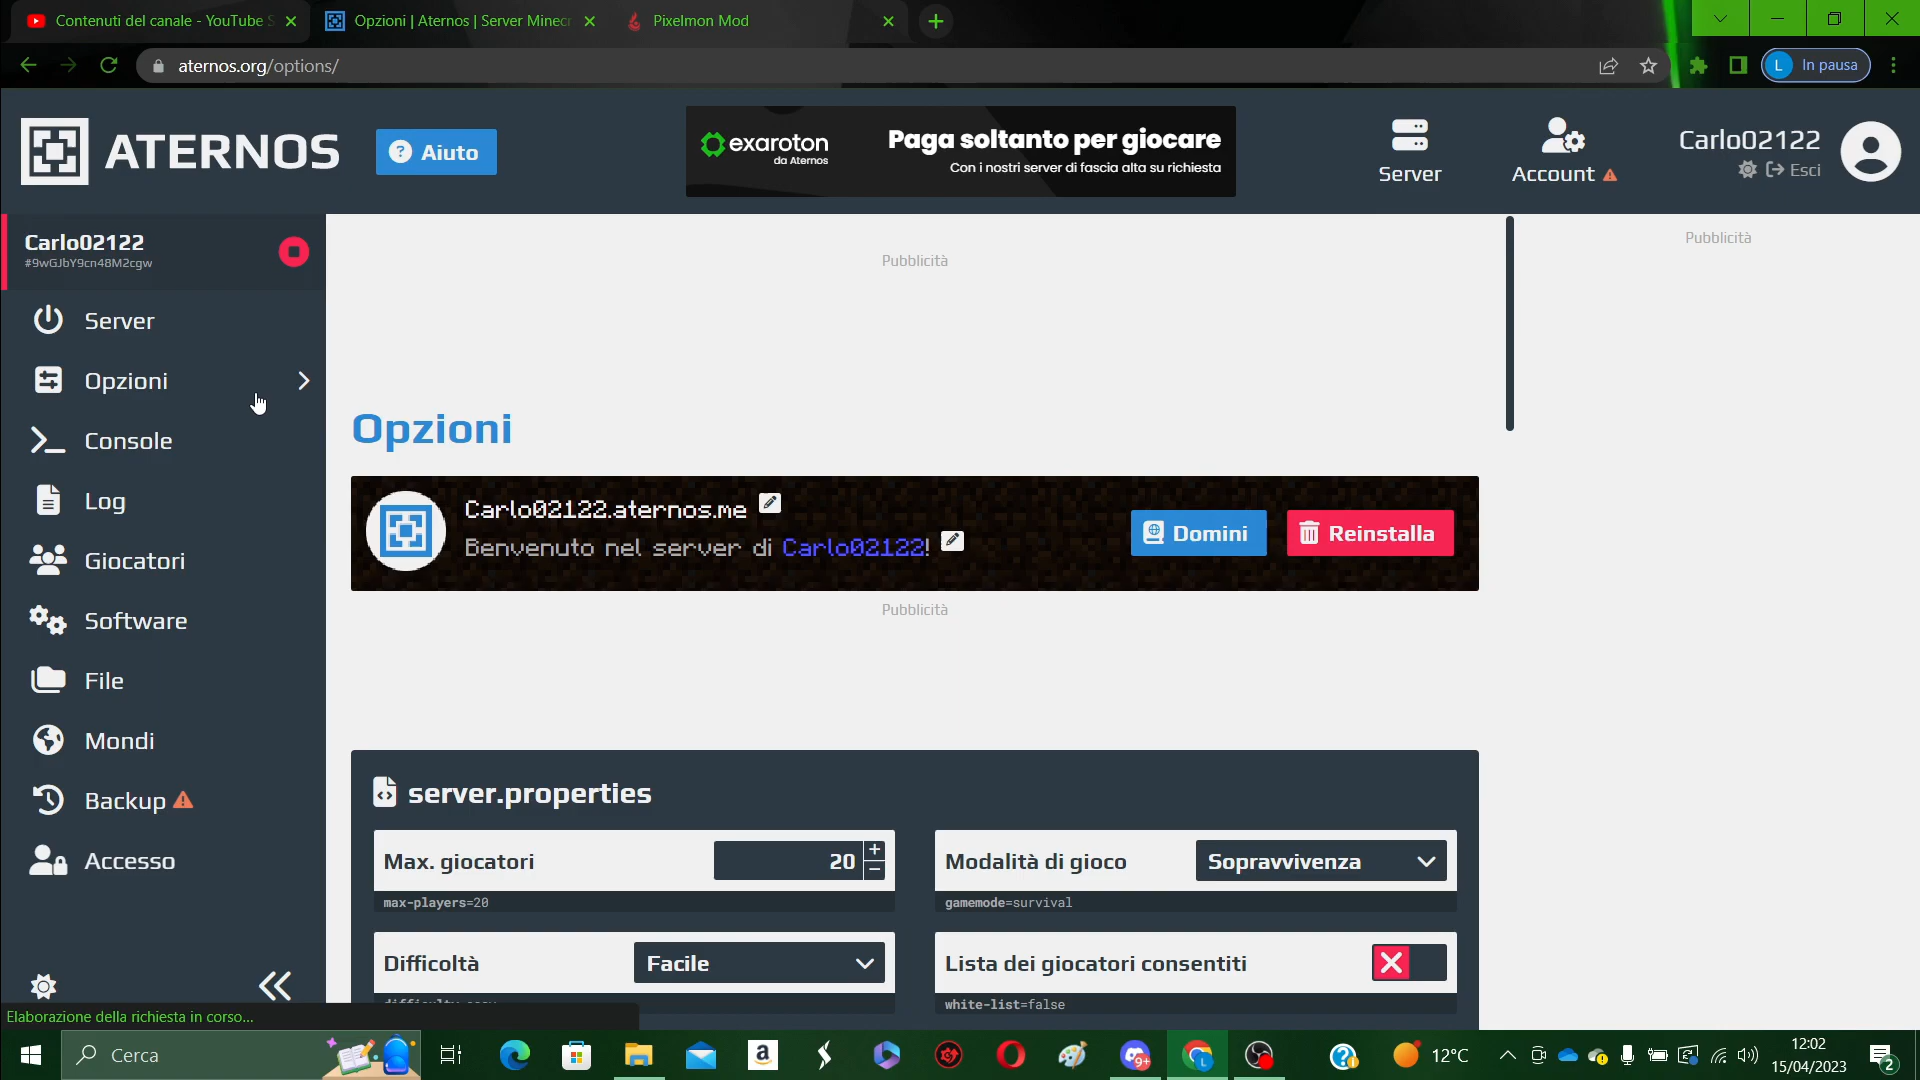 Contenuti del canale - YouTube S
Opzioni | Aternos | Server Minecr
Pixelmon Mod
aternos.org/options/
In pausa
L
ATERNOS
Aiuto
exaroton
da Aternos
Paga soltanto per giocare
Con i nostri server di fascia alta su richiesta
Server
Account
Carlo02122
Esci
Carlo02122
#9wGJbY9cn48M2cgw
Server
Opzioni
Console
Log
Giocatori
Software
File
Mondi
Backup
Accesso
Pubblicità
Pubblicità
Opzioni
Carlo02122.aternos.me
Benvenuto nel server di Carlo02122!
Domini
Reinstalla
Pubblicità
server.properties
Max. giocatori
20
max-players=20
Modalità di gioco
Sopravvivenza
gamemode=survival
Difficoltà
Facile
Lista dei giocatori consentiti
white-list=false
Elaborazione della richiesta in corso...
Cerca
9+
12°C
12:02
15/04/2023
2